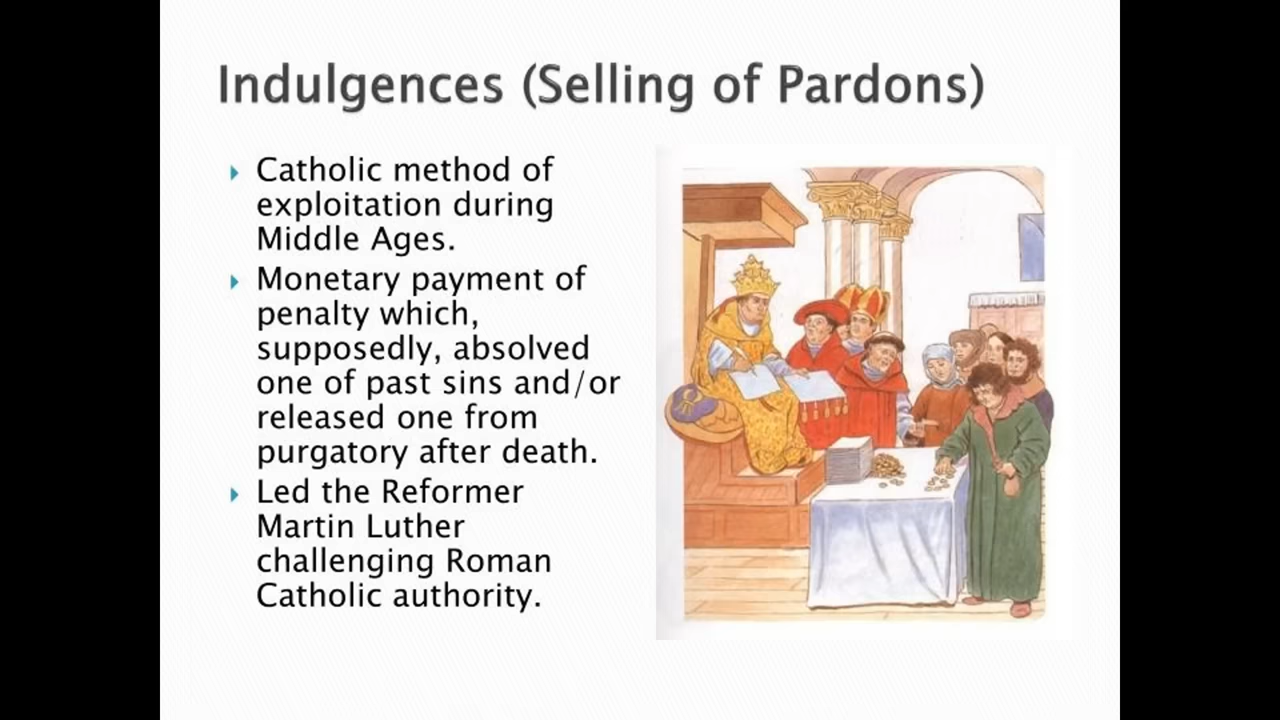 Indulgences (Selling of Pardons)
Catholic method of
exploitation during
Middle Ages.
Monetary payment of
penalty which,
supposedly, absolved
one of past sins and/or
released one from
purgatory after death.
Led the Reformer
Martin Luther
challenging Roman
Catholic authority.